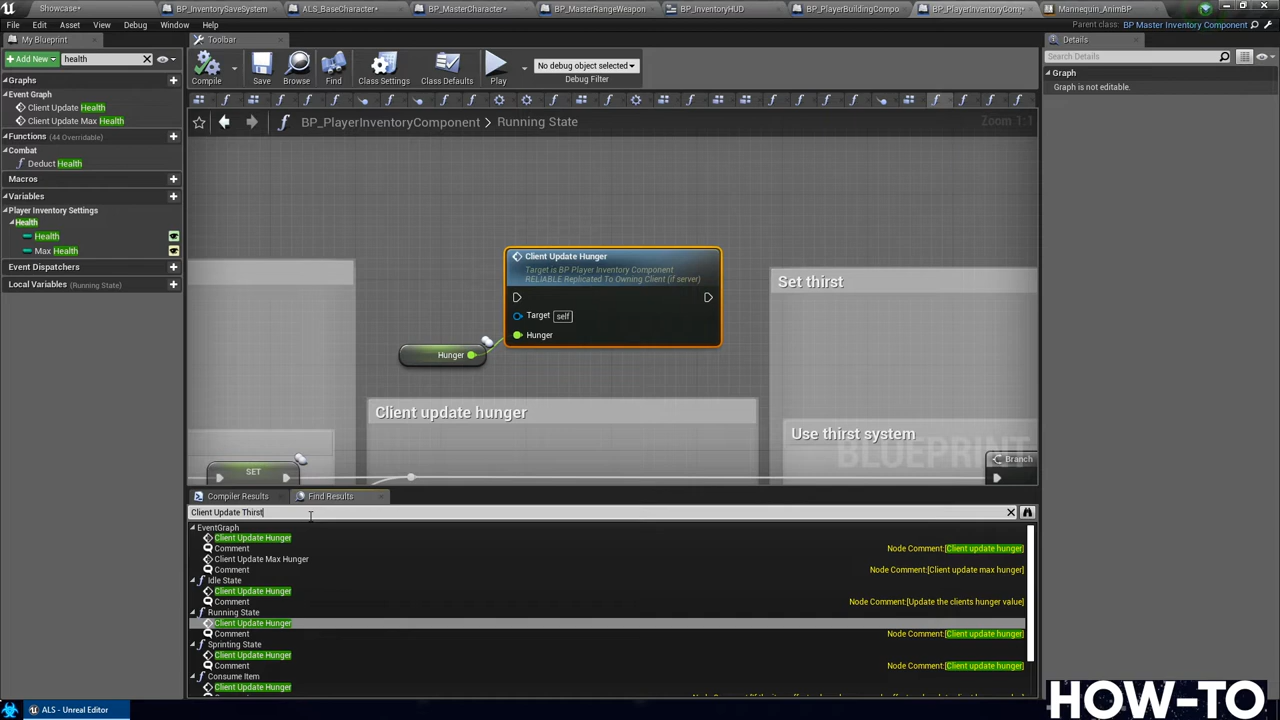 Showcase*
BP_InventorySaveSystem
ALS_BaseCharacter*
BP_MasterCharacter*
BP_MasterRangeWeapon
BP_InventoryHUD
BP_PlayerBuildingCompo
BP_PlayerInventoryComp
Mannequin_AnimBP
File Edit Asset View Debug Window Help
Parent class: BP Master Inventory Component
My Blueprint
Toolbar
Details
+Add New
health
Compile
Save
Browse
Find
Class Settings
Class Defaults
Play
No debug object selected
Debug Filter
Search Details
Graph
Graph is not editable.
Graphs
Event Graph
Client Update Health
Client Update Max Health
Functions (44 Overridable)
Combat
Deduct Health
Macros
Variables
Player Inventory Settings
Health
Health
Max Health
Event Dispatchers
Local Variables (Running State)
BP_PlayerInventoryComponent > Running State
Zoom 1:1
Client Update Hunger
Target is BP Player Inventory Component
RELIABLE Replicated To Owning Client (if server)
Target self
Hunger
Hunger
Set thirst
Client update hunger
Use thirst system
BLUEPRINT
SET
Branch
Compiler Results
Find Results
Client Update Thirst
EventGraph
Client Update Hunger
Comment Node Comment:[Client update hunger]
Client Update Max Hunger
Comment Node Comment:[Client update max hunger]
Idle State
Client Update Hunger
Comment Node Comment:[Update the clients hunger value]
Running State
Client Update Hunger
Comment Node Comment:[Client update hunger]
Sprinting State
Client Update Hunger
Comment Node Comment:[Client update hunger]
Consume Item
Client Update Hunger
ALS - Unreal Editor
HOW-TO